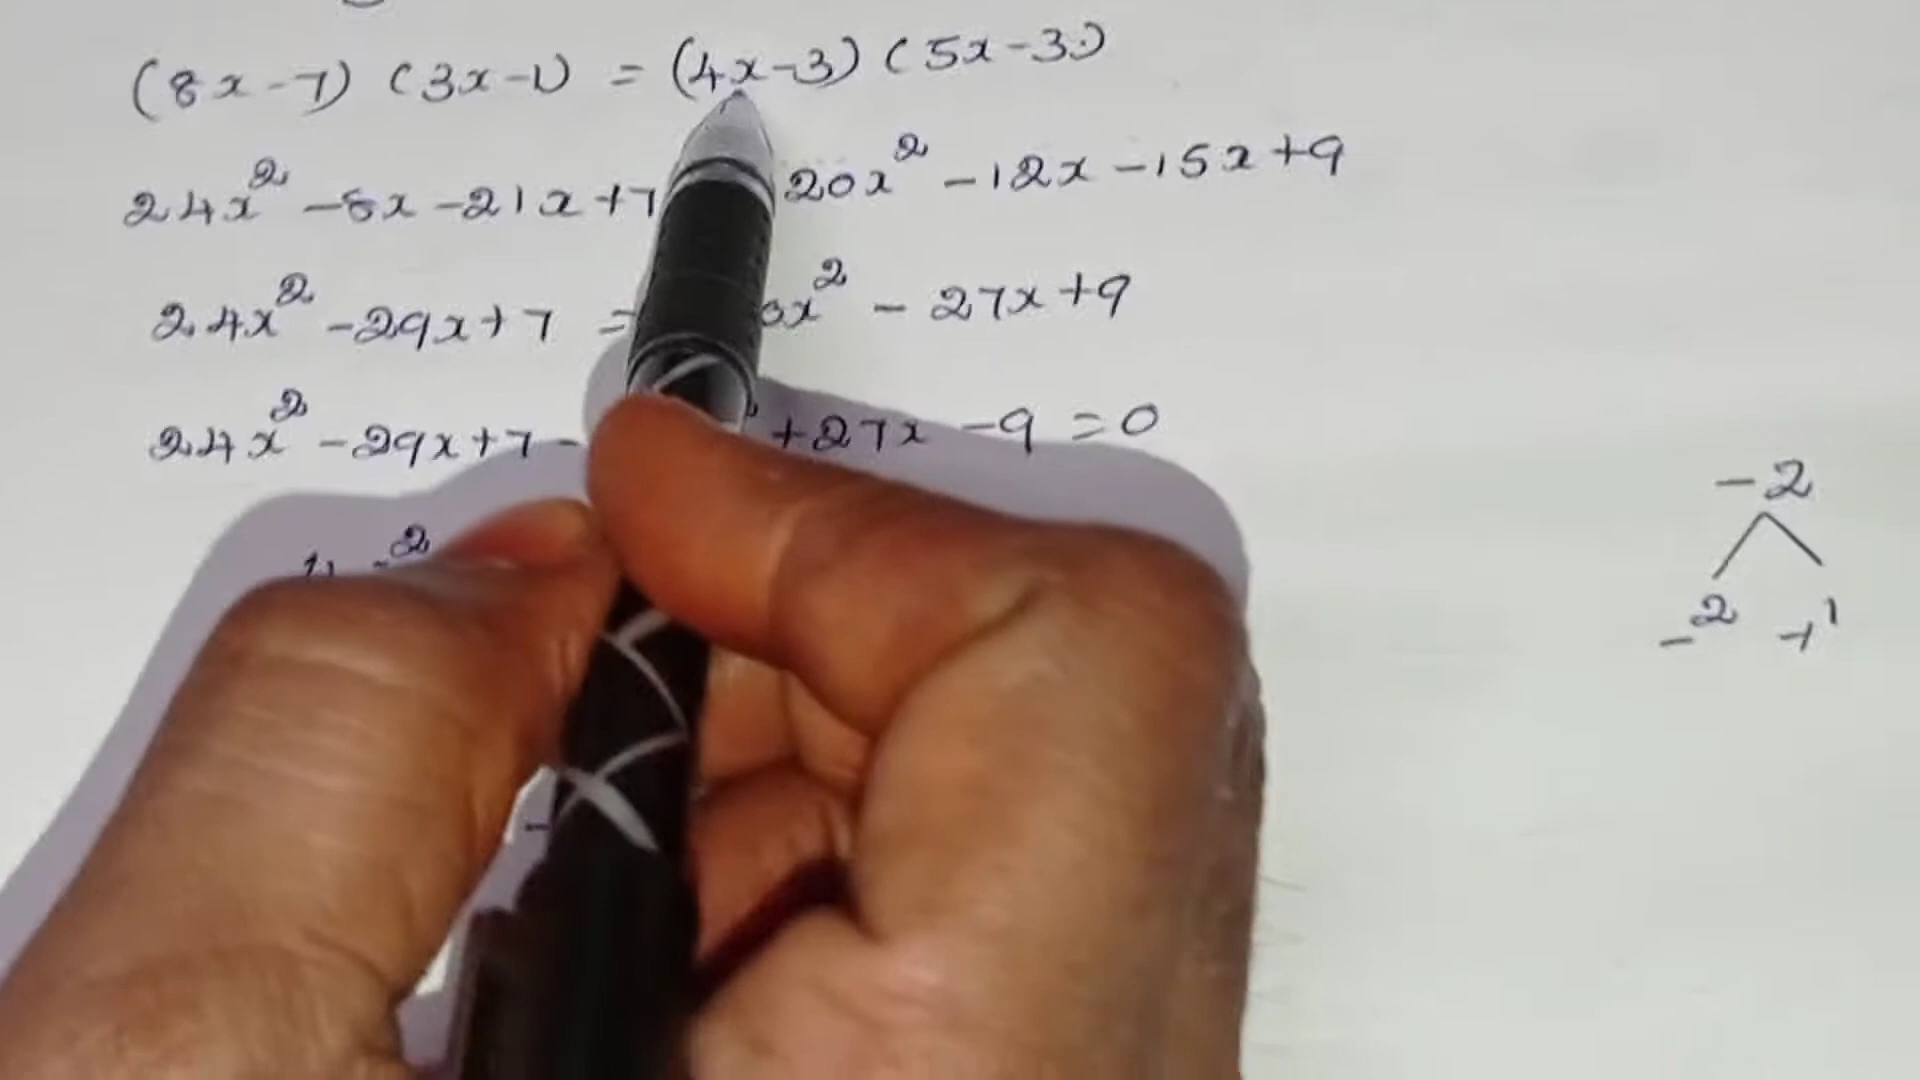 (8x-7) (3x-1) = (4x-3) (5x-3)
24x² -8x -21x +7 20x² -12x -15x +9
24x² -29x +7 = x² - 27x +9
24x² -29x +7 - +27x -9 =0
-2
-2 +1
2